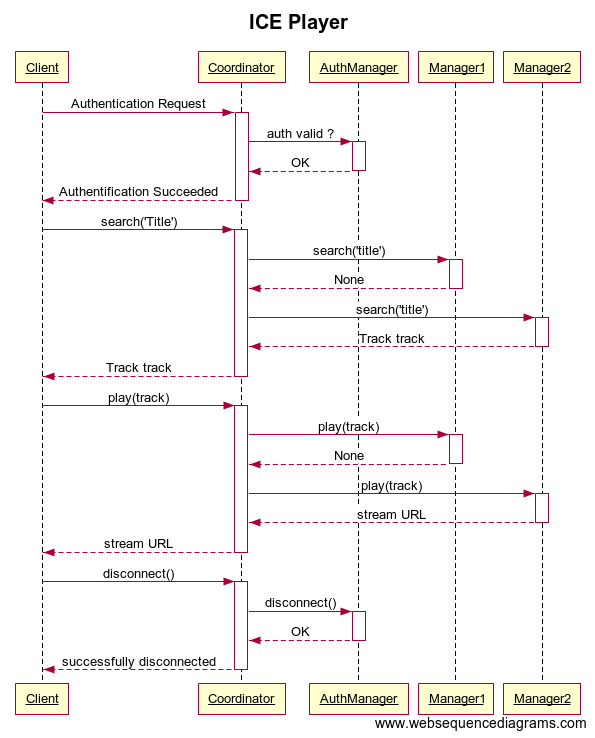 ICE Player
Client Coordinator AuthManager Manager1 Manager2
Authentication Request
auth valid ?
OK
Authentification Succeeded
search('Title')
search('title')
None
search('title')
Track track
Track track
play(track)
play(track)
None
play(track)
stream URL
stream URL
disconnect()
disconnect()
OK
successfully disconnected
Client Coordinator AuthManager Manager1 Manager2
www.websequencediagrams.com